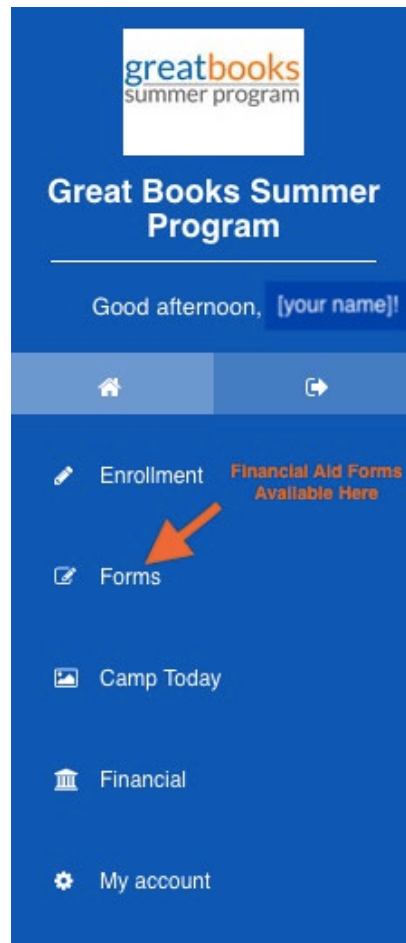 greatbooks
summer program
Great Books Summer
Program
Good afternoon, [your name]!
Enrollment
Financial Aid Forms
Available Here
Forms
Camp Today
Financial
My account